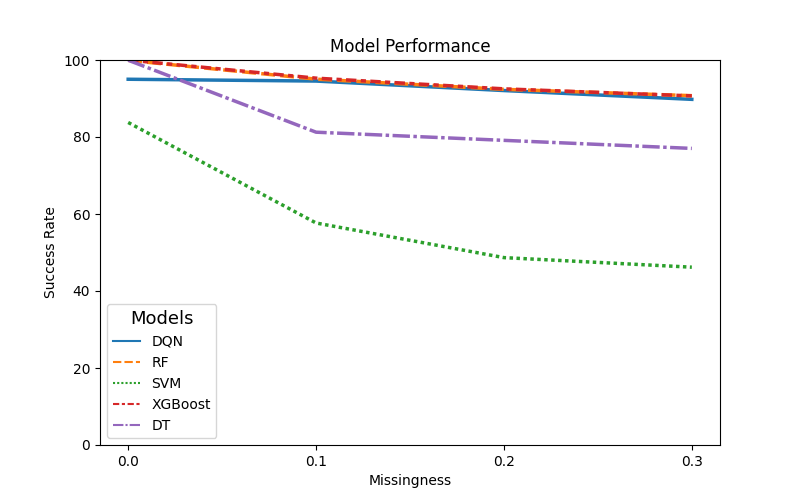 Model Performance
Success Rate
100
80
60
40
20
0
Models
DQN
RF
SVM
XGBoost
DT
0.0 0.1 0.2 0.3
Missingness